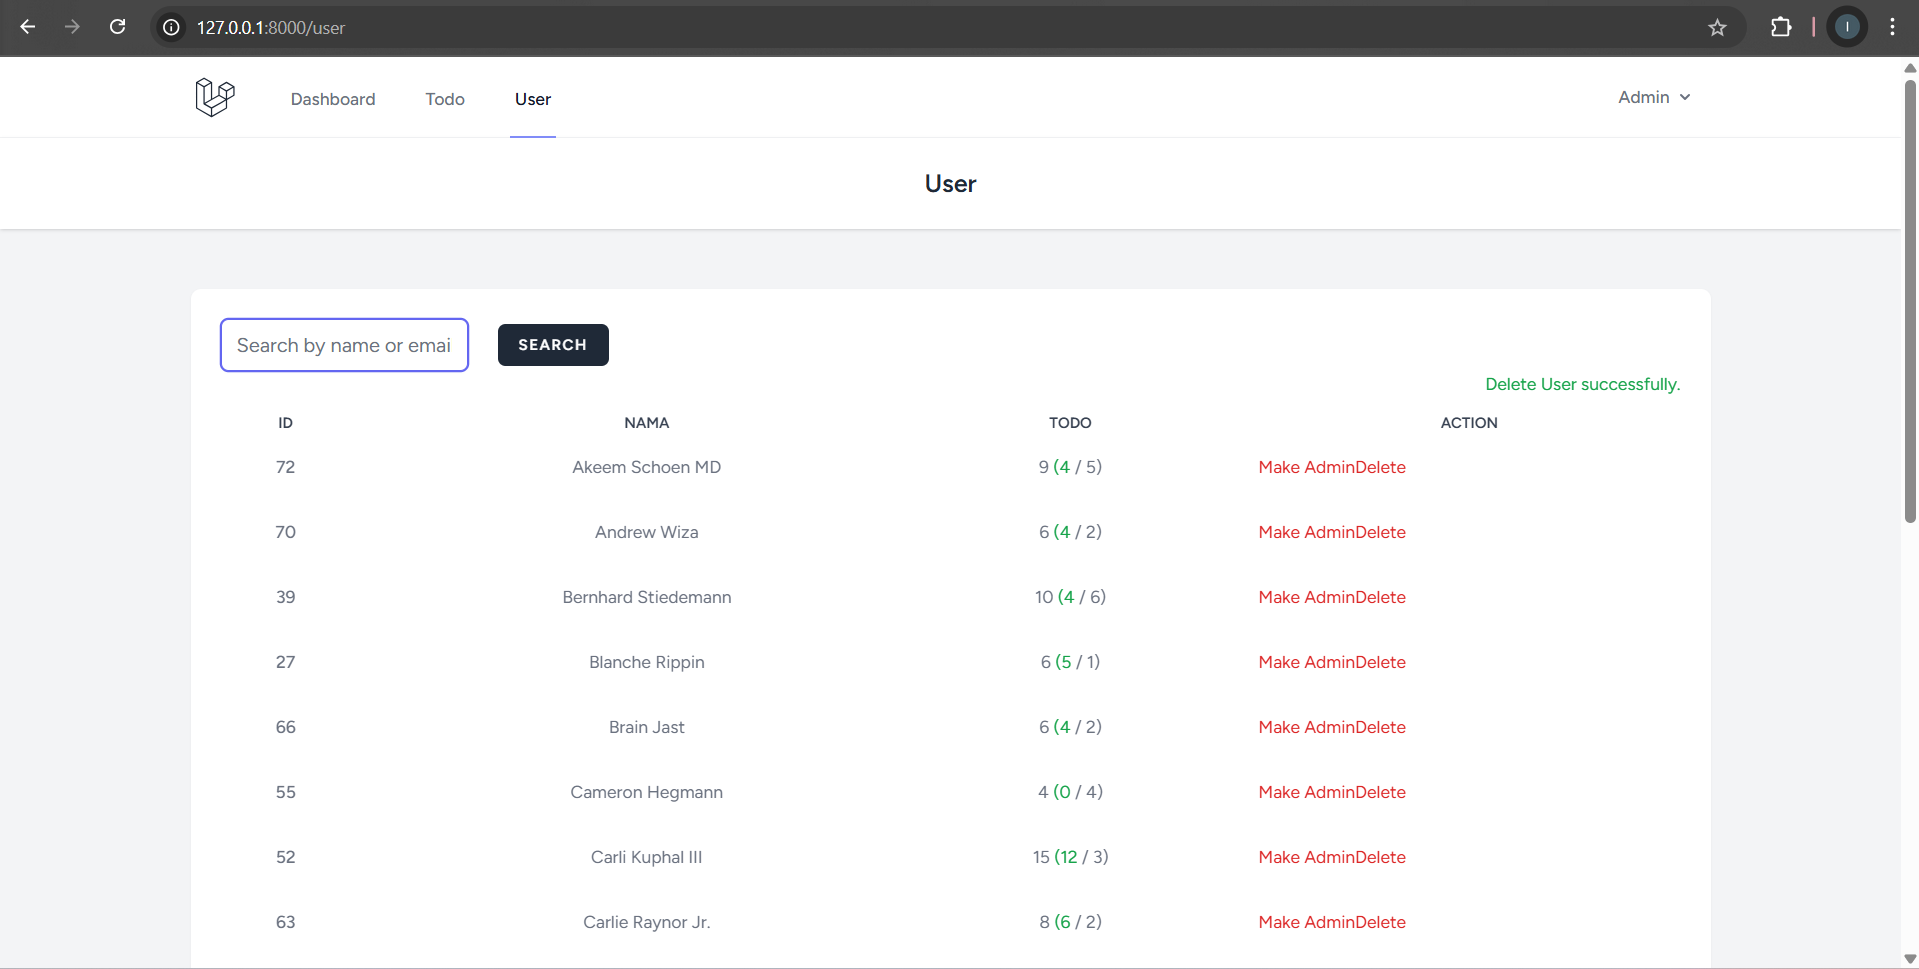 127.0.0.1:8000/user
I
Dashboard Todo User Admin
User
Search by name or emai SEARCH
Delete User successfully.
ID NAMA TODO ACTION
72 Akeem Schoen MD 9 (4 / 5) Make AdminDelete
70 Andrew Wiza 6 (4 / 2) Make AdminDelete
39 Bernhard Stiedemann 10 (4 / 6) Make AdminDelete
27 Blanche Rippin 6 (5 / 1) Make AdminDelete
66 Brain Jast 6 (4 / 2) Make AdminDelete
55 Cameron Hegmann 4 (0 / 4) Make AdminDelete
52 Carli Kuphal III 15 (12 / 3) Make AdminDelete
63 Carlie Raynor Jr. 8 (6 / 2) Make AdminDelete